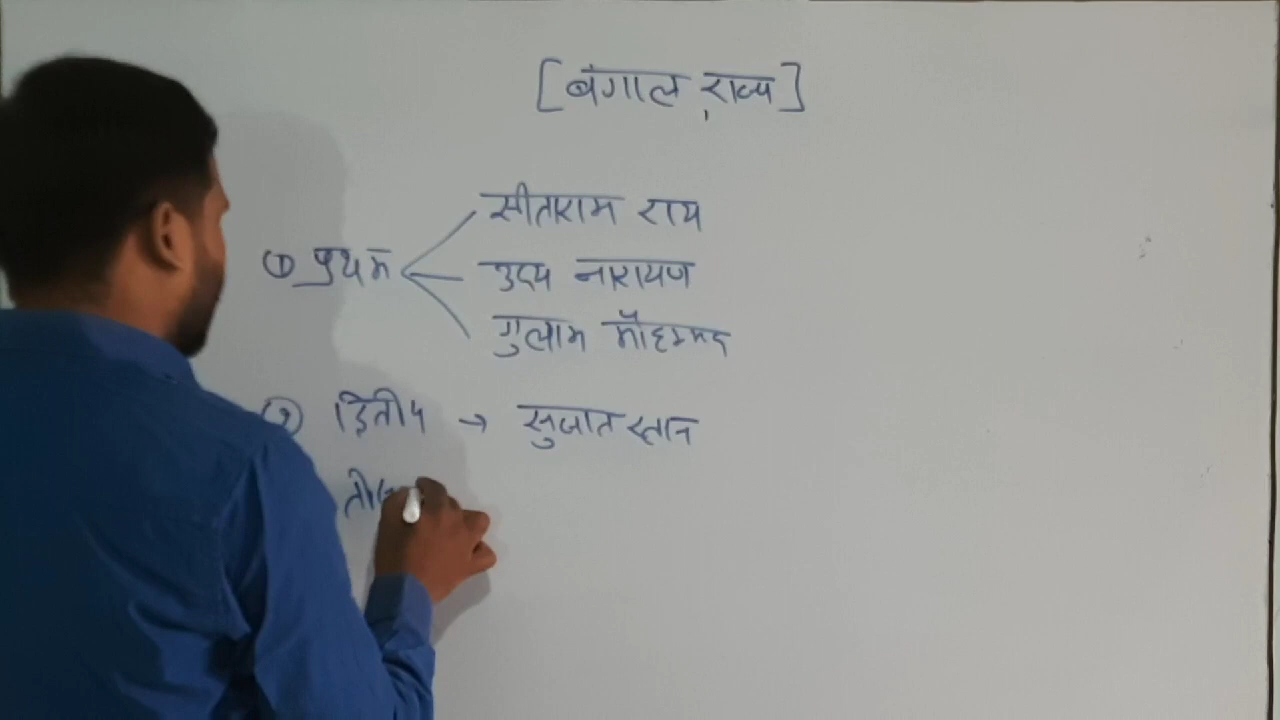 [बंगाल राज्य]
① प्रथम
सीताराम राय
उदय नारायण
गुलाम मौहम्मद
② द्वितीय → सुजात खान